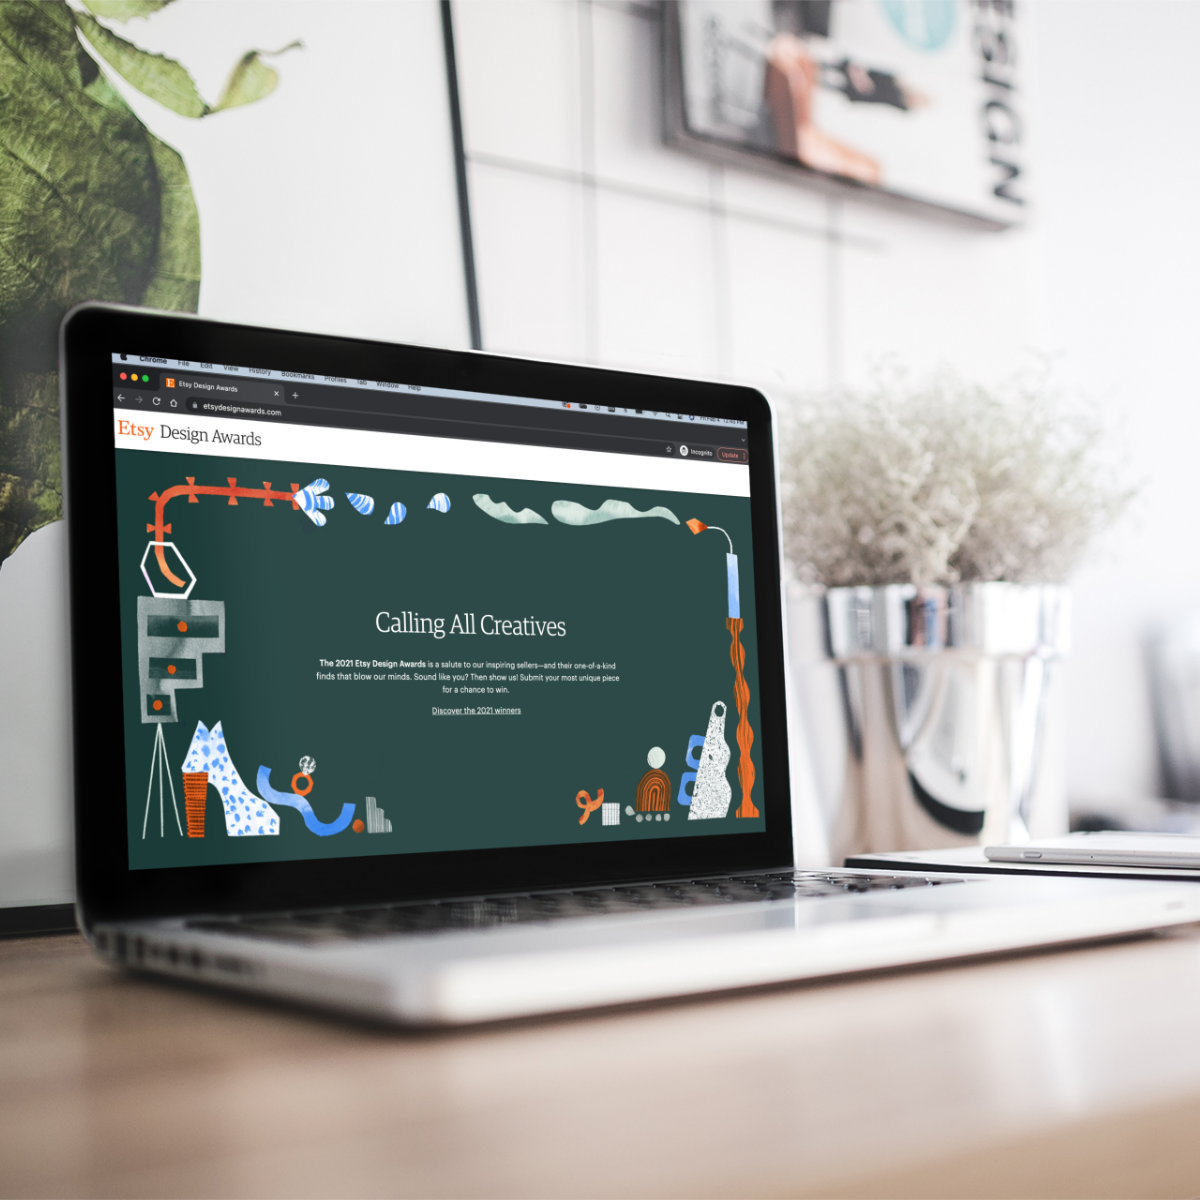 ESIGN
Chrome File Edit View History Bookmarks Profiles Tab Window Help
Etsy Design Awards
etsydesignawards.com
Incognito Update
Etsy Design Awards
Calling All Creatives
The 2021 Etsy Design Awards is a salute to our inspiring sellers—and their one-of-a-kind
finds that blow our minds. Sound like you? Then show us! Submit your most unique piece
for a chance to win.
Discover the 2021 winners